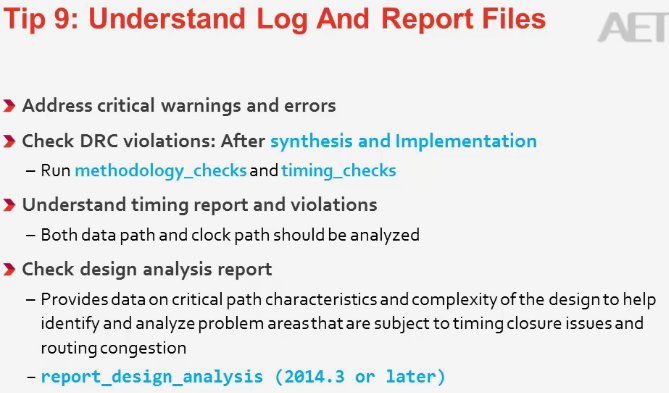 Tip 9: Understand Log And Report Files
AET
Address critical warnings and errors
Check DRC violations: After synthesis and Implementation
– Run methodology_checks and timing_checks
Understand timing report and violations
– Both data path and clock path should be analyzed
Check design analysis report
– Provides data on critical path characteristics and complexity of the design to help
identify and analyze problem areas that are subject to timing closure issues and
routing congestion
– report_design_analysis (2014.3 or later)